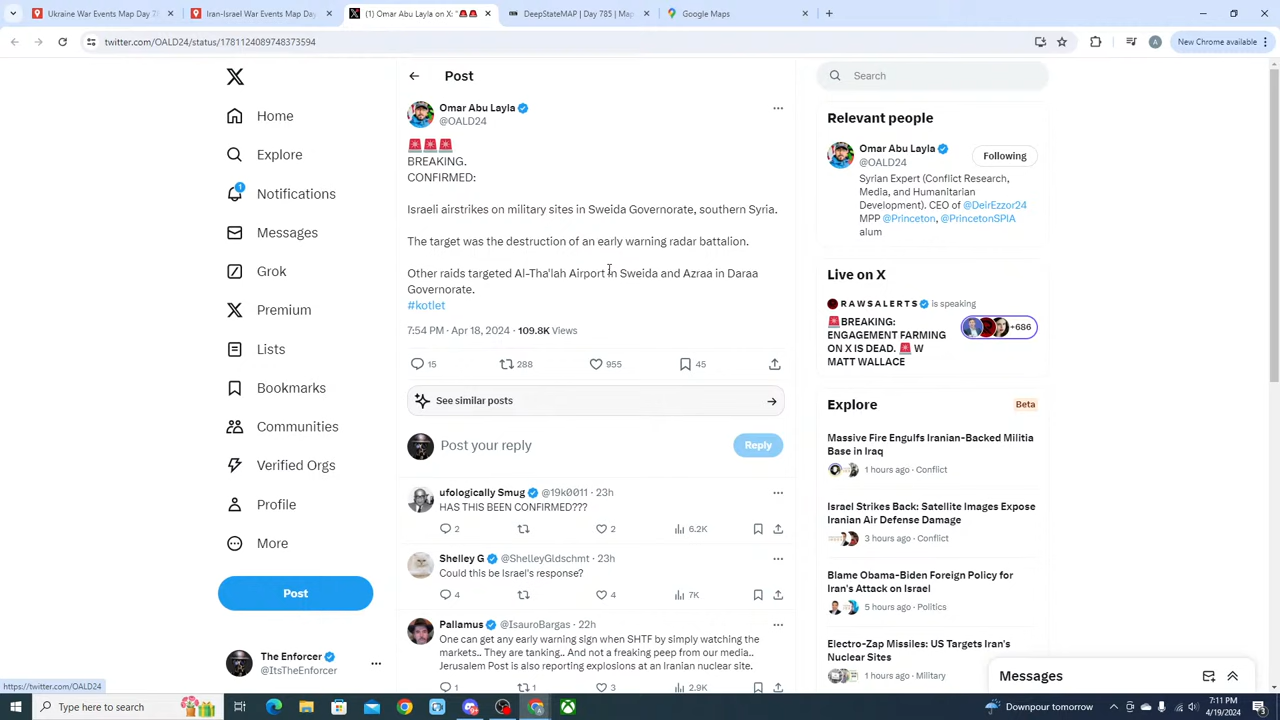 Ukraine War Events Map Day 7
Iran-Israel War Events Map Day
(1) Omar Abu Layla on X: "🚨🚨
DeepStateMAP | Day 785 | Map
Google Maps
twitter.com/OALD24/status/1781124089748373594
A
New Chrome available
Home
Explore
1
Notifications
Messages
Grok
Premium
Lists
Bookmarks
Communities
Verified Orgs
Profile
More
Post
The Enforcer
@ItsTheEnforcer
https://twitter.com/OALD24
Post
Omar Abu Layla
@OALD24
🚨🚨🚨
BREAKING.
CONFIRMED:
Israeli airstrikes on military sites in Sweida Governorate, southern Syria.
The target was the destruction of an early warning radar battalion.
Other raids targeted Al-Tha'lah Airport in Sweida and Azraa in Daraa
Governorate.
#kotlet
7:54 PM · Apr 18, 2024 · 109.8K Views
15 288 955 45
See similar posts
Post your reply
Reply
ufologically Smug @19k0011 · 23h
HAS THIS BEEN CONFIRMED???
2 2 6.2K
Shelley G @ShelleyGldschmt · 23h
Could this be Israel's response?
4 4 7K
Pallamus @IsauroBargas · 22h
One can get any early warning sign when SHTF by simply watching the
markets.. They are tanking.. And not a freaking peep from our media..
Jerusalem Post is also reporting explosions at an Iranian nuclear site.
1 1 3 2.9K
Search
Relevant people
Omar Abu Layla
@OALD24
Following
Syrian Expert (Conflict Research,
Media, and Humanitarian
Development). CEO of @DeirEzzor24
MPP @Princeton, @PrincetonSPIA
alum
Live on X
R A W S A L E R T S is speaking
🚨BREAKING:
ENGAGEMENT FARMING
ON X IS DEAD. 🚨 W
MATT WALLACE
+686
Explore
Beta
Massive Fire Engulfs Iranian-Backed Militia
Base in Iraq
1 hours ago · Conflict
Israel Strikes Back: Satellite Images Expose
Iranian Air Defense Damage
3 hours ago · Conflict
Blame Obama-Biden Foreign Policy for
Iran's Attack on Israel
5 hours ago · Politics
Electro-Zap Missiles: US Targets Iran's
Nuclear Sites
1 hours ago · Military
Messages
Type here to search
Downpour tomorrow
7:11 PM
4/19/2024